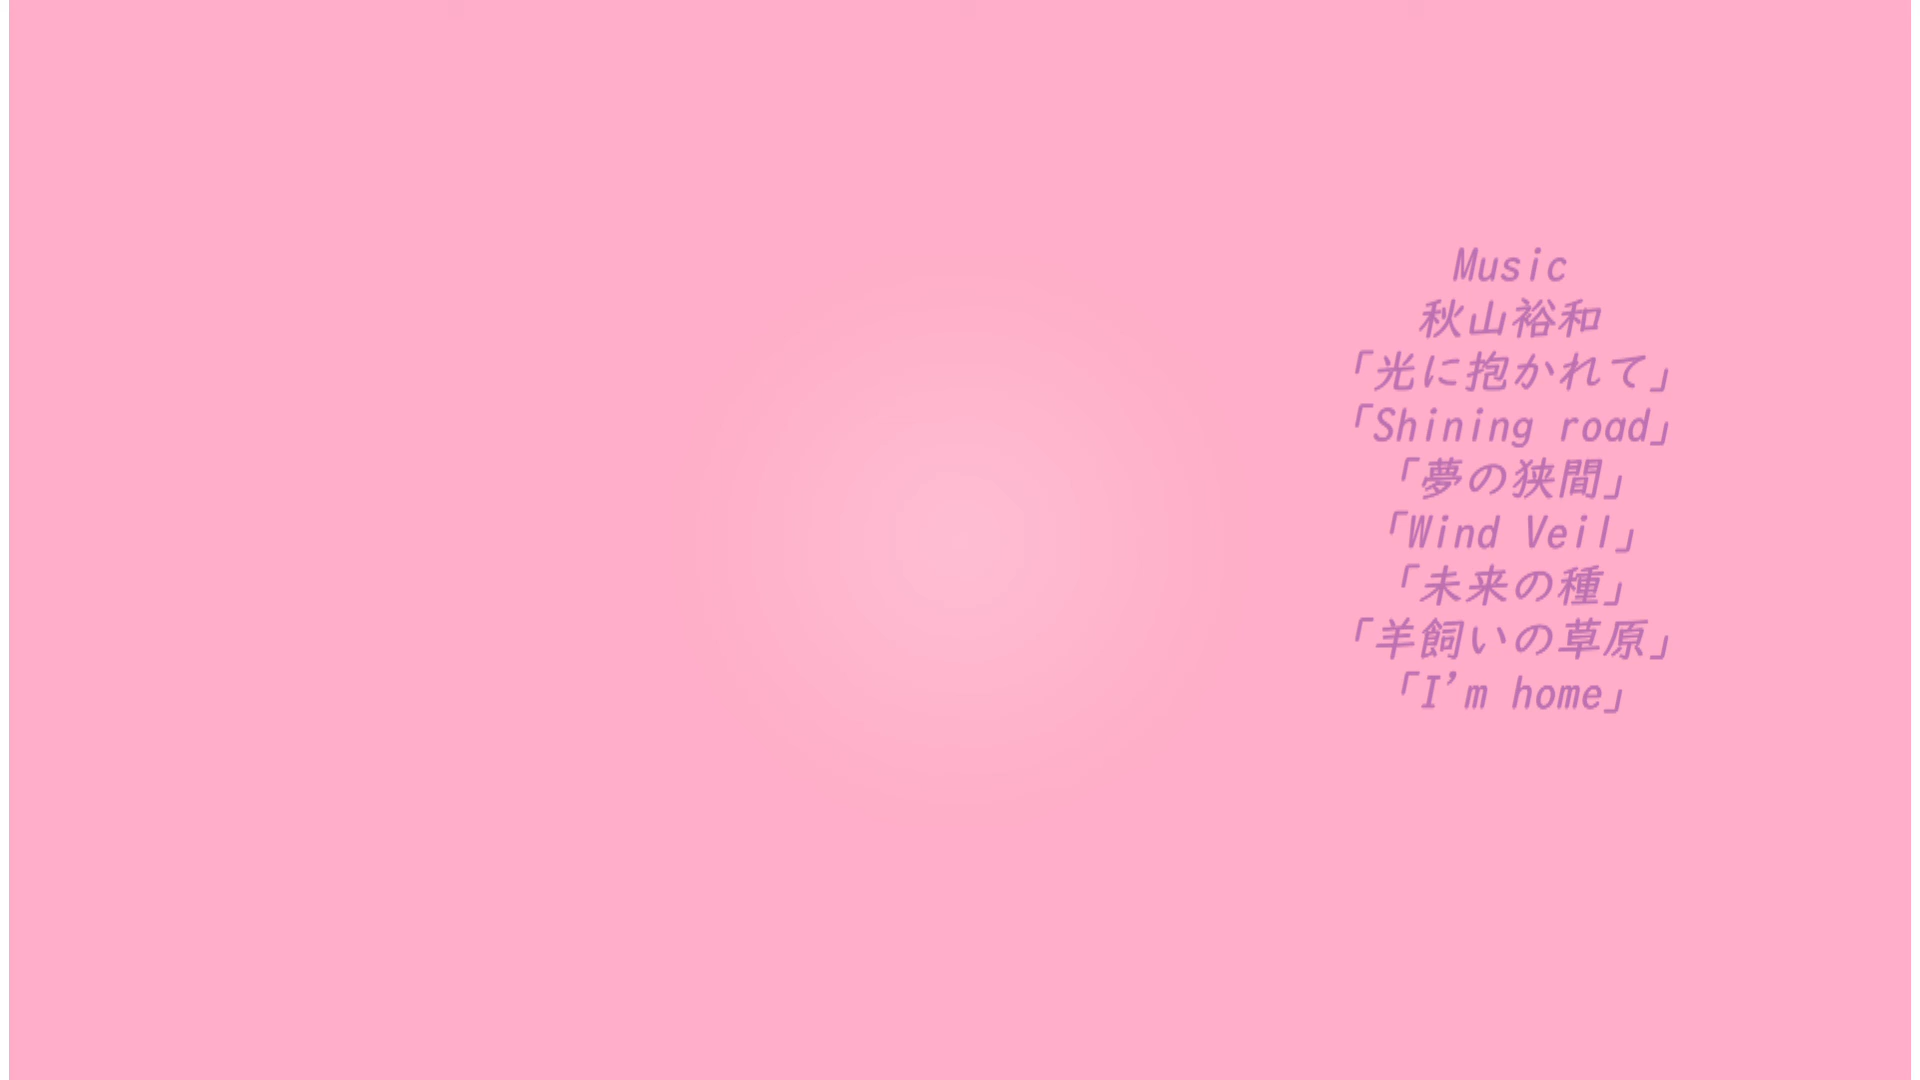 Music
秋山裕和
「光に抱かれて」
「Shining road」
「夢の狭間」
「Wind Veil」
「未来の種」
「羊飼いの草原」
「I'm home」